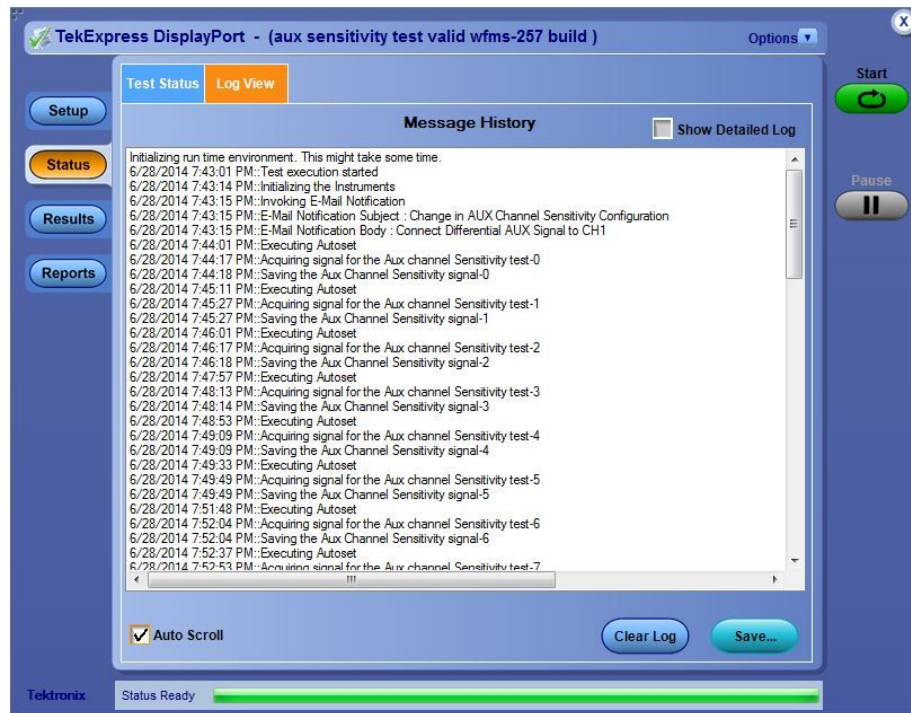 X
TekExpress DisplayPort - (aux sensitivity test valid wfms-257 build )
Options
Start
Pause
Setup
Status
Results
Reports
Test Status
Log View
Message History
Show Detailed Log
Initializing run time environment. This might take some time.
6/28/2014 7:43:01 PM::Test execution started
6/28/2014 7:43:14 PM::Initializing the Instruments
6/28/2014 7:43:15 PM::Invoking E-Mail Notification
6/28/2014 7:43:15 PM::E-Mail Notification Subject : Change in AUX Channel Sensitivity Configuration
6/28/2014 7:43:15 PM::E-Mail Notification Body : Connect Differential AUX Signal to CH1
6/28/2014 7:44:01 PM::Executing Autoset
6/28/2014 7:44:17 PM::Acquiring signal for the Aux channel Sensitivity test-0
6/28/2014 7:44:18 PM::Saving the Aux Channel Sensitivity signal-0
6/28/2014 7:45:11 PM::Executing Autoset
6/28/2014 7:45:27 PM::Acquiring signal for the Aux channel Sensitivity test-1
6/28/2014 7:45:27 PM::Saving the Aux Channel Sensitivity signal-1
6/28/2014 7:46:01 PM::Executing Autoset
6/28/2014 7:46:17 PM::Acquiring signal for the Aux channel Sensitivity test-2
6/28/2014 7:46:18 PM::Saving the Aux Channel Sensitivity signal-2
6/28/2014 7:47:57 PM::Executing Autoset
6/28/2014 7:48:13 PM::Acquiring signal for the Aux channel Sensitivity test-3
6/28/2014 7:48:14 PM::Saving the Aux Channel Sensitivity signal-3
6/28/2014 7:48:53 PM::Executing Autoset
6/28/2014 7:49:09 PM::Acquiring signal for the Aux channel Sensitivity test-4
6/28/2014 7:49:09 PM::Saving the Aux Channel Sensitivity signal-4
6/28/2014 7:49:33 PM::Executing Autoset
6/28/2014 7:49:49 PM::Acquiring signal for the Aux channel Sensitivity test-5
6/28/2014 7:49:49 PM::Saving the Aux Channel Sensitivity signal-5
6/28/2014 7:51:48 PM::Executing Autoset
6/28/2014 7:52:04 PM::Acquiring signal for the Aux channel Sensitivity test-6
6/28/2014 7:52:04 PM::Saving the Aux Channel Sensitivity signal-6
6/28/2014 7:52:37 PM::Executing Autoset
6/28/2014 7:52:53 PM::Acquiring signal for the Aux channel Sensitivity test-7
Auto Scroll
Clear Log
Save...
Tektronix
Status Ready